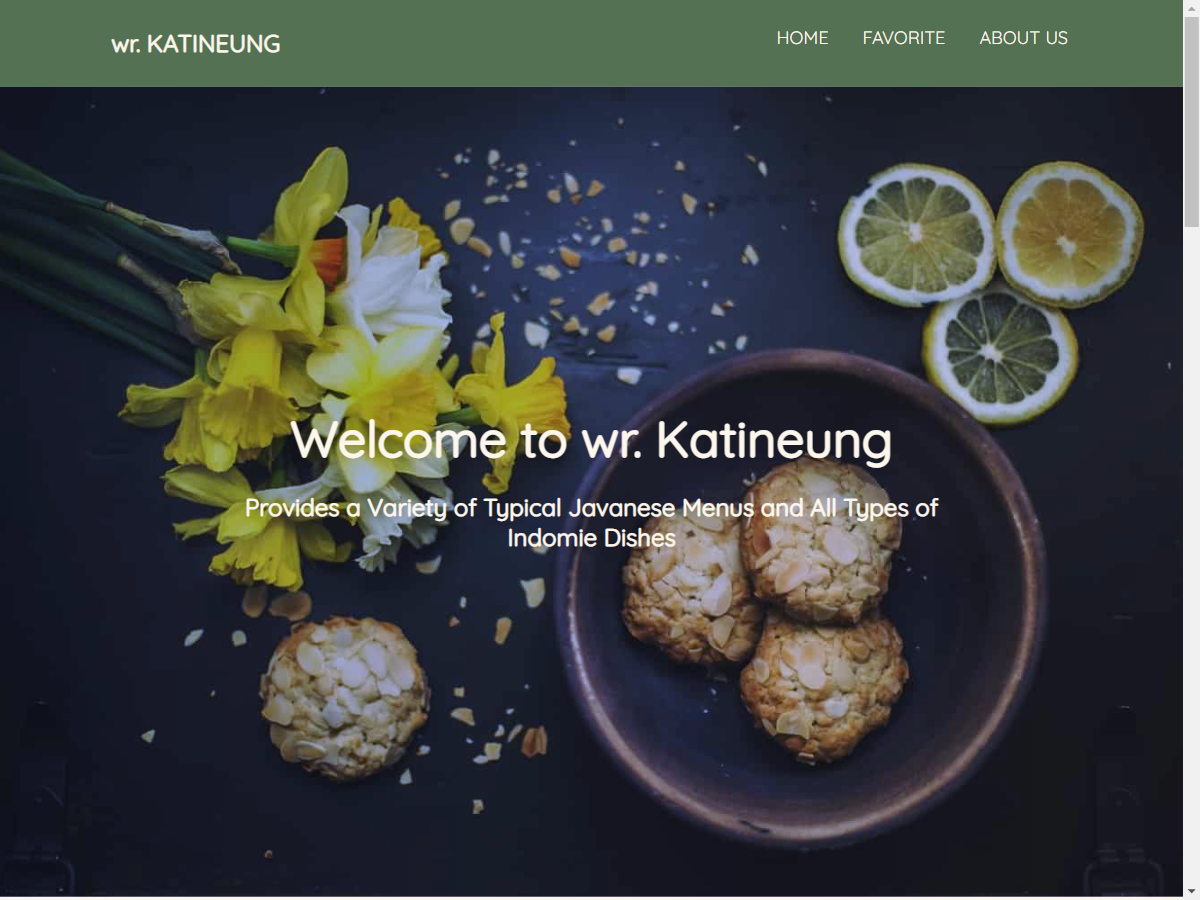 wr. KATINEUNG
HOME FAVORITE ABOUT US
Welcome to wr. Katineung
Provides a Variety of Typical Javanese Menus and All Types of
Indomie Dishes